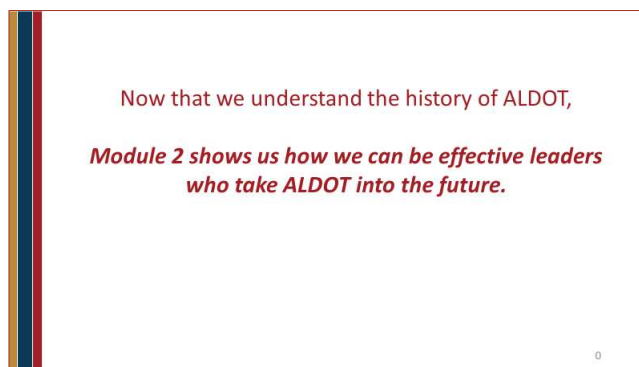 Now that we understand the history of ALDOT,
Module 2 shows us how we can be effective leaders
who take ALDOT into the future.
0